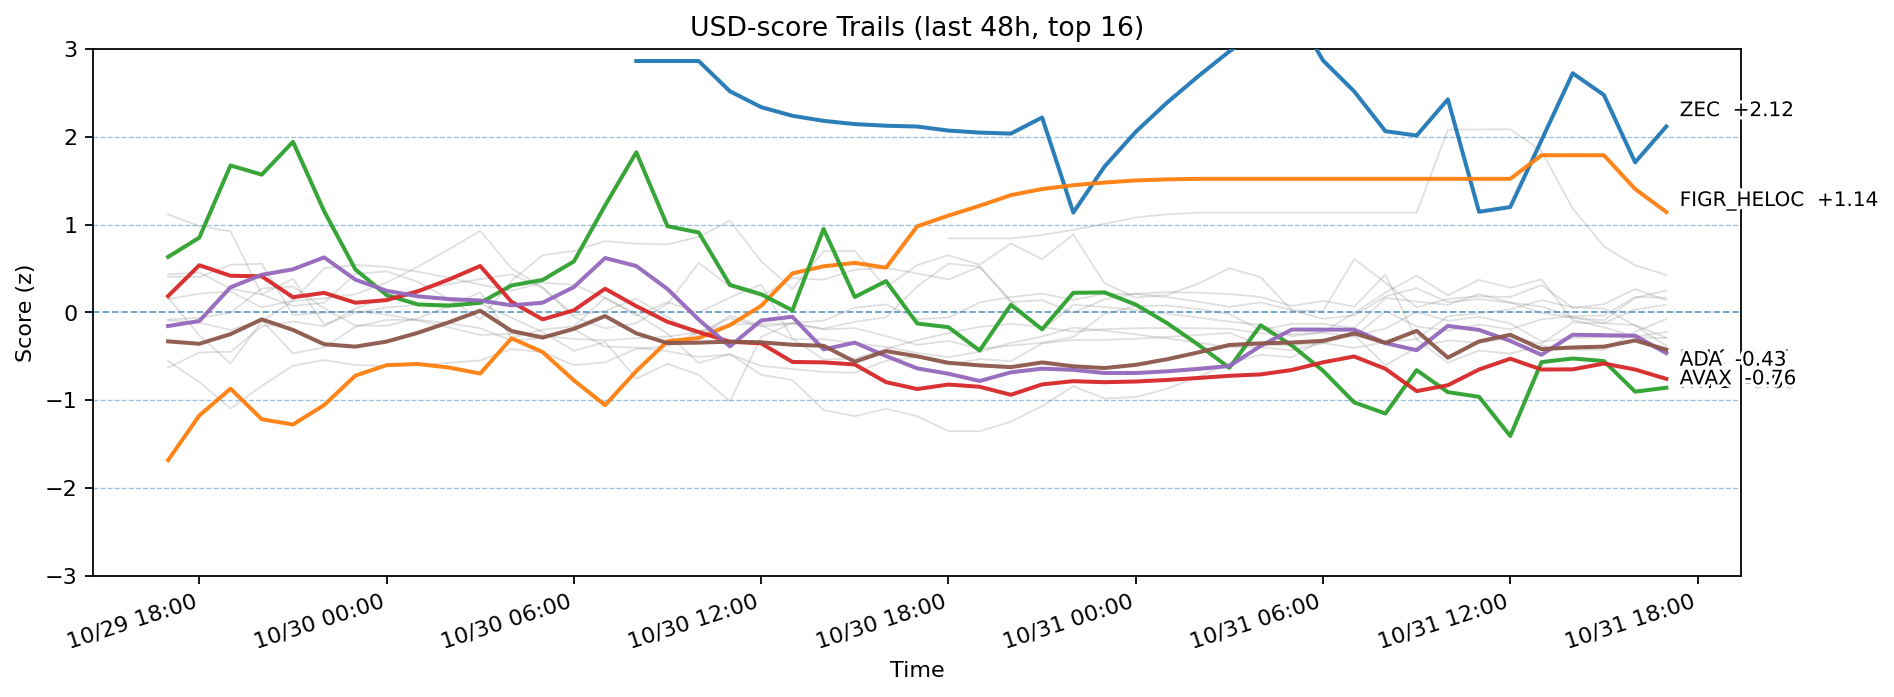 USD-score Trails (last 48h, top 16)
Score (z)
3
2
1
0
−1
−2
−3
ZEC +2.12
FIGR_HELOC +1.14
ADA -0.43
AVAX -0.76
10/29 18:00
10/30 00:00
10/30 06:00
10/30 12:00
10/30 18:00
10/31 00:00
10/31 06:00
10/31 12:00
10/31 18:00
Time